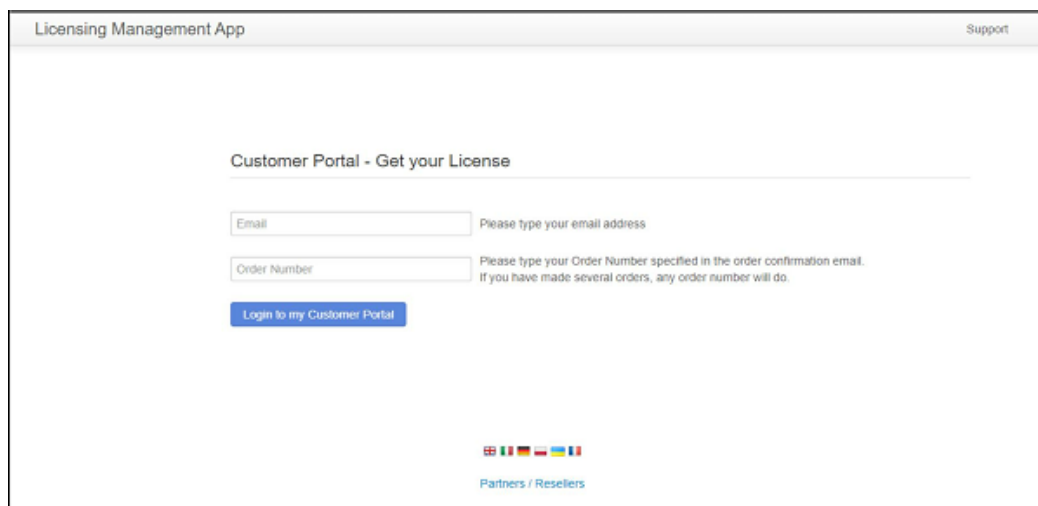 Licensing Management App
Support
Customer Portal - Get your License
Email
Please type your email address
Order Number
Please type your Order Number specified in the order confirmation email.
If you have made several orders, any order number will do.
Login to my Customer Portal
Partners / Resellers